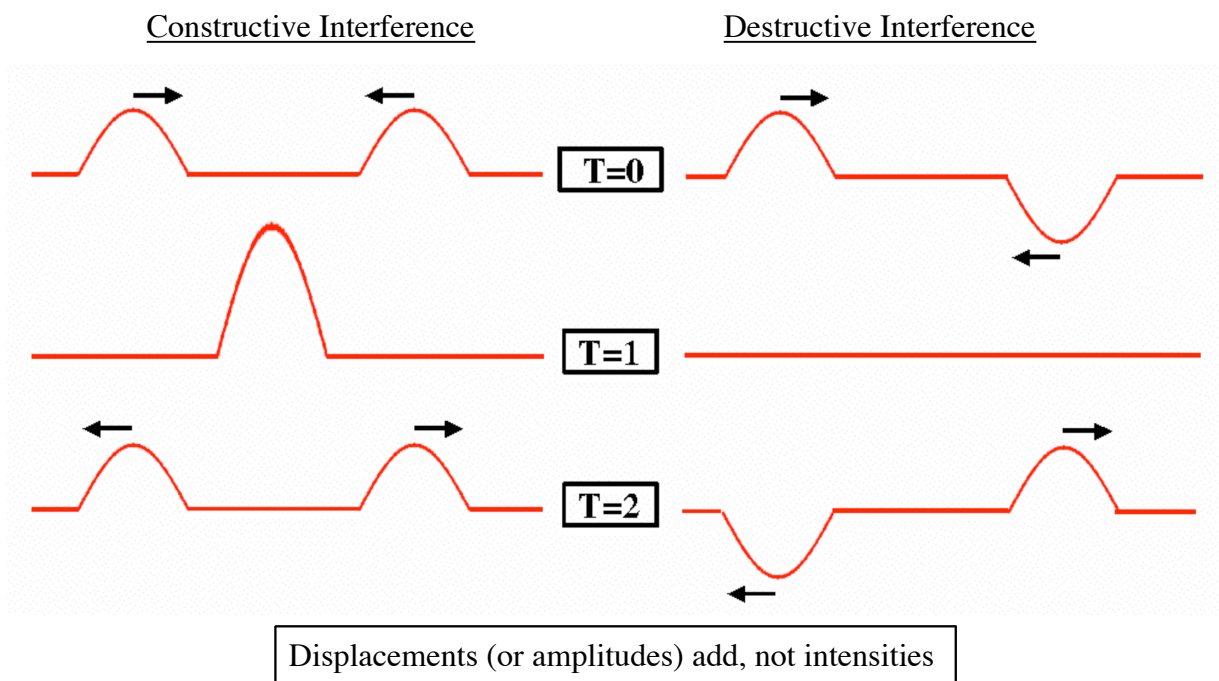 Constructive Interference
Destructive Interference
T=0
T=1
T=2
Displacements (or amplitudes) add, not intensities